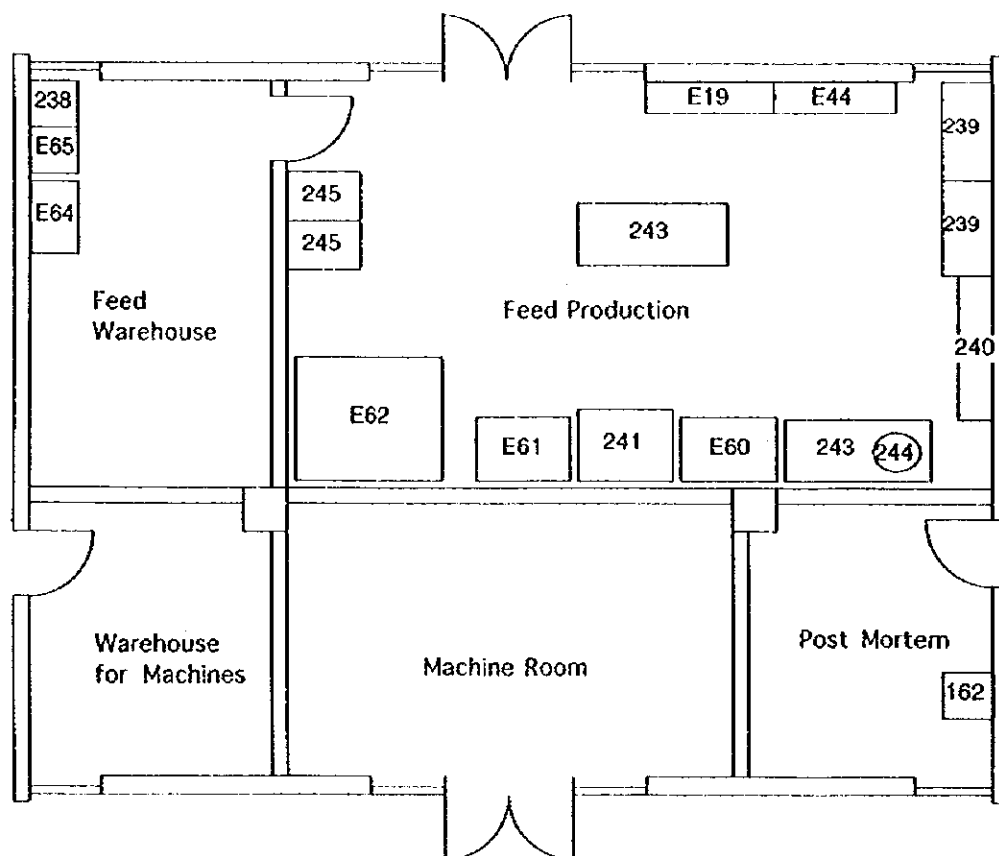 238
E65
E64
E19
E44
239
239
245
245
243
Feed
Warehouse
Feed Production
240
E62
E61
241
E60
243
244
Warehouse
for Machines
Machine Room
Post Mortem
162